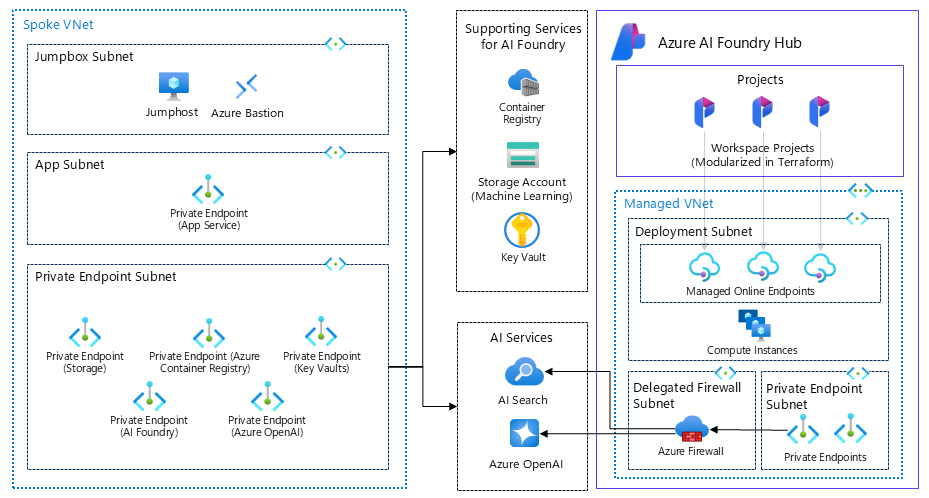 Spoke VNet
Jumpbox Subnet
Jumphost
Azure Bastion
App Subnet
Private Endpoint
(App Service)
Private Endpoint Subnet
Private Endpoint
(Storage)
Private Endpoint (Azure
Container Registry)
Private Endpoint
(Key Vaults)
Private Endpoint
(AI Foundry)
Private Endpoint
(Azure OpenAI)
Supporting Services
for AI Foundry
Container
Registry
Storage Account
(Machine Learning)
Key Vault
AI Services
AI Search
Azure OpenAI
Azure AI Foundry Hub
Projects
Workspace Projects
(Modularized in Terraform)
Managed VNet
Deployment Subnet
Managed Online Endpoints
Compute Instances
Delegated Firewall
Subnet
Azure Firewall
Private Endpoint
Subnet
Private Endpoints